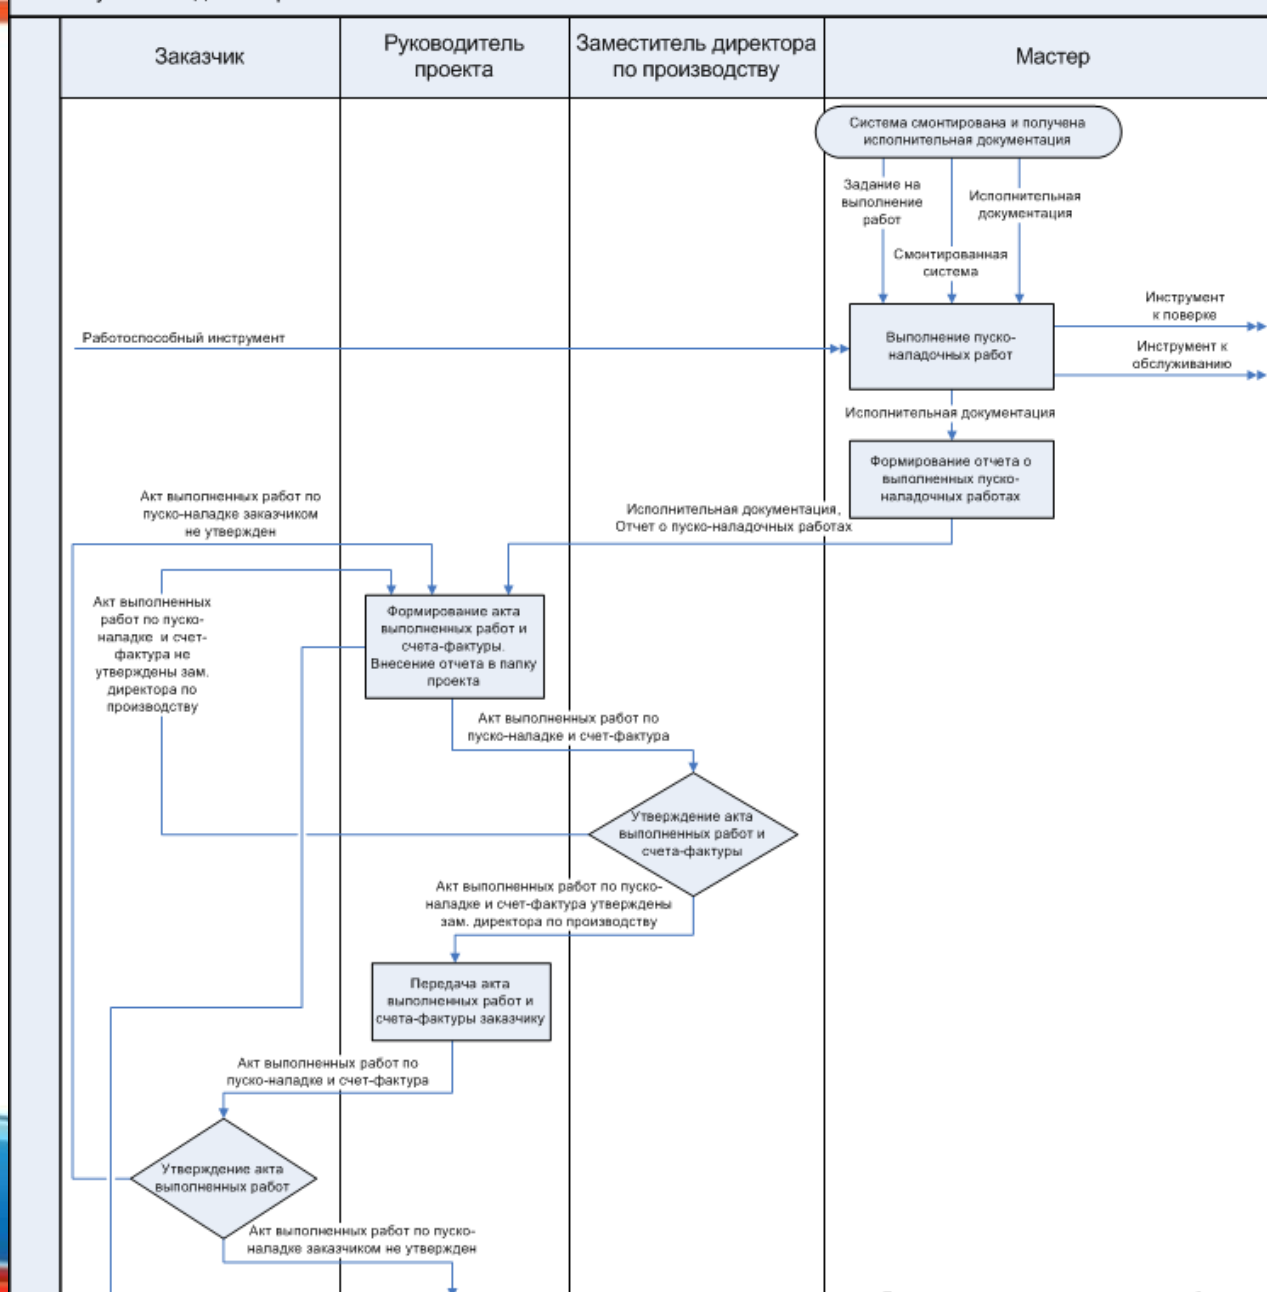 Заказчик
Руководитель
проекта
Заместитель директора
по производству
Мастер
Система смонтирована и получена
исполнительная документация
Задание на
выполнение
работ
Исполнительная
документация
Смонтированная
система
Инструмент
к поверке
Работоспособный инструмент
Выполнение пуско-
наладочных работ
Инструмент к
обслуживанию
Исполнительная документация
Формирование отчета о
выполненных пуско-
наладочных работах
Акт выполненных работ по
пуско-наладке заказчиком
не утвержден
Исполнительная документация,
Отчет о пуско-наладочных работах
Акт выполненных
работ по пуско-
наладке и счет-
фактура не
утверждены зам.
директора по
производству
Формирование акта
выполненных работ и
счета-фактуры.
Внесение отчета в папку
проекта
Акт выполненных работ по
пуско-наладке и счет-фактура
Утверждение акта
выполненных работ и
счета-фактуры
Акт выполненных работ по пуско-
наладке и счет-фактура утверждены
зам. директора по производству
Передача акта
выполненных работ и
счета-фактуры заказчику
Акт выполненных работ по
пуско-наладке и счет-фактура
Утверждение акта
выполненных работ
Акт выполненных работ по пуско-
наладке заказчиком не утвержден